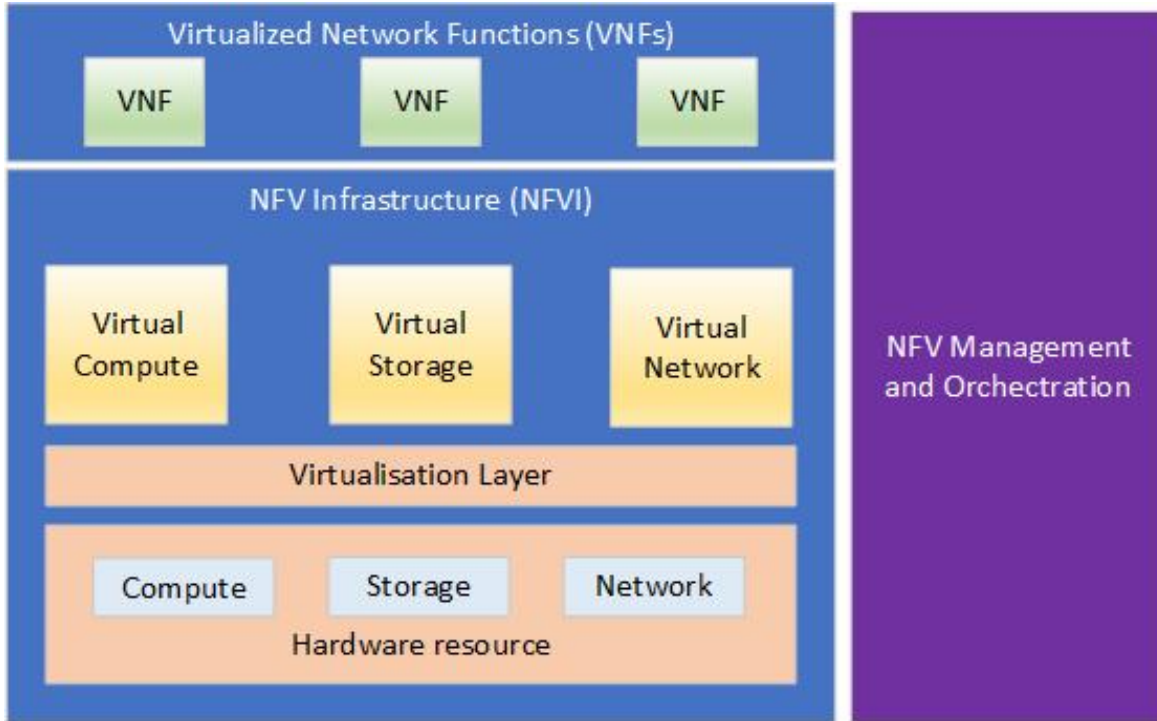 Virtualized Network Functions (VNFs)
VNF
VNF
VNF
NFV Infrastructure (NFVI)
Virtual
Compute
Virtual
Storage
Virtual
Network
Virtualisation Layer
Compute
Storage
Network
Hardware resource
NFV Management
and Orchectration